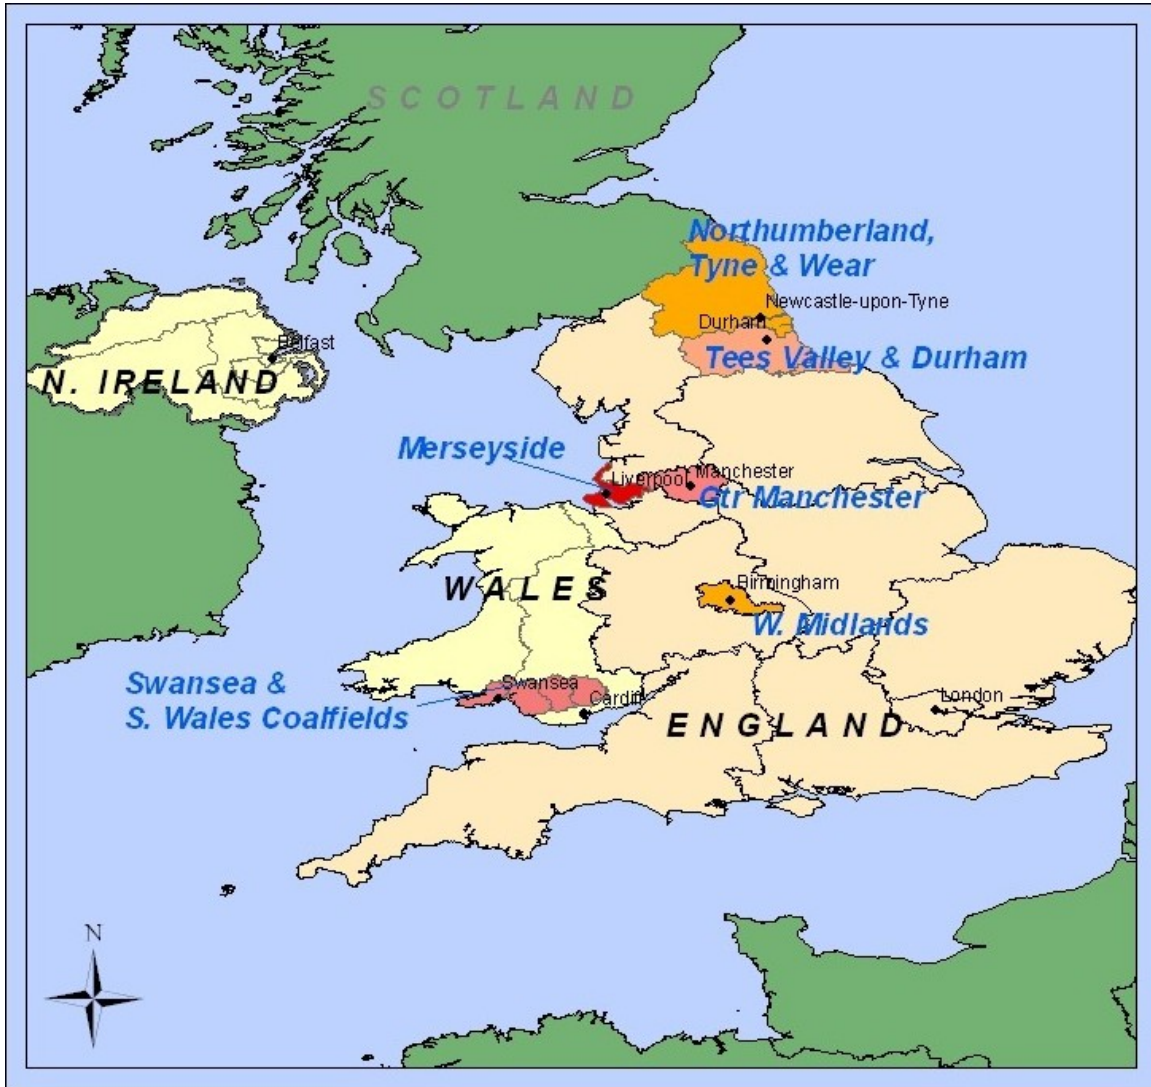 SCOTLAND
Northumberland,
Tyne & Wear
Newcastle-upon-Tyne
Durham
Belfast
Tees Valley & Durham
N. IRELAND
Merseyside
Liverpool
Manchester
Gtr Manchester
Birmingham
WALES
W. Midlands
Swansea &
S. Wales Coalfields
Swansea
Cardiff
London
ENGLAND
N